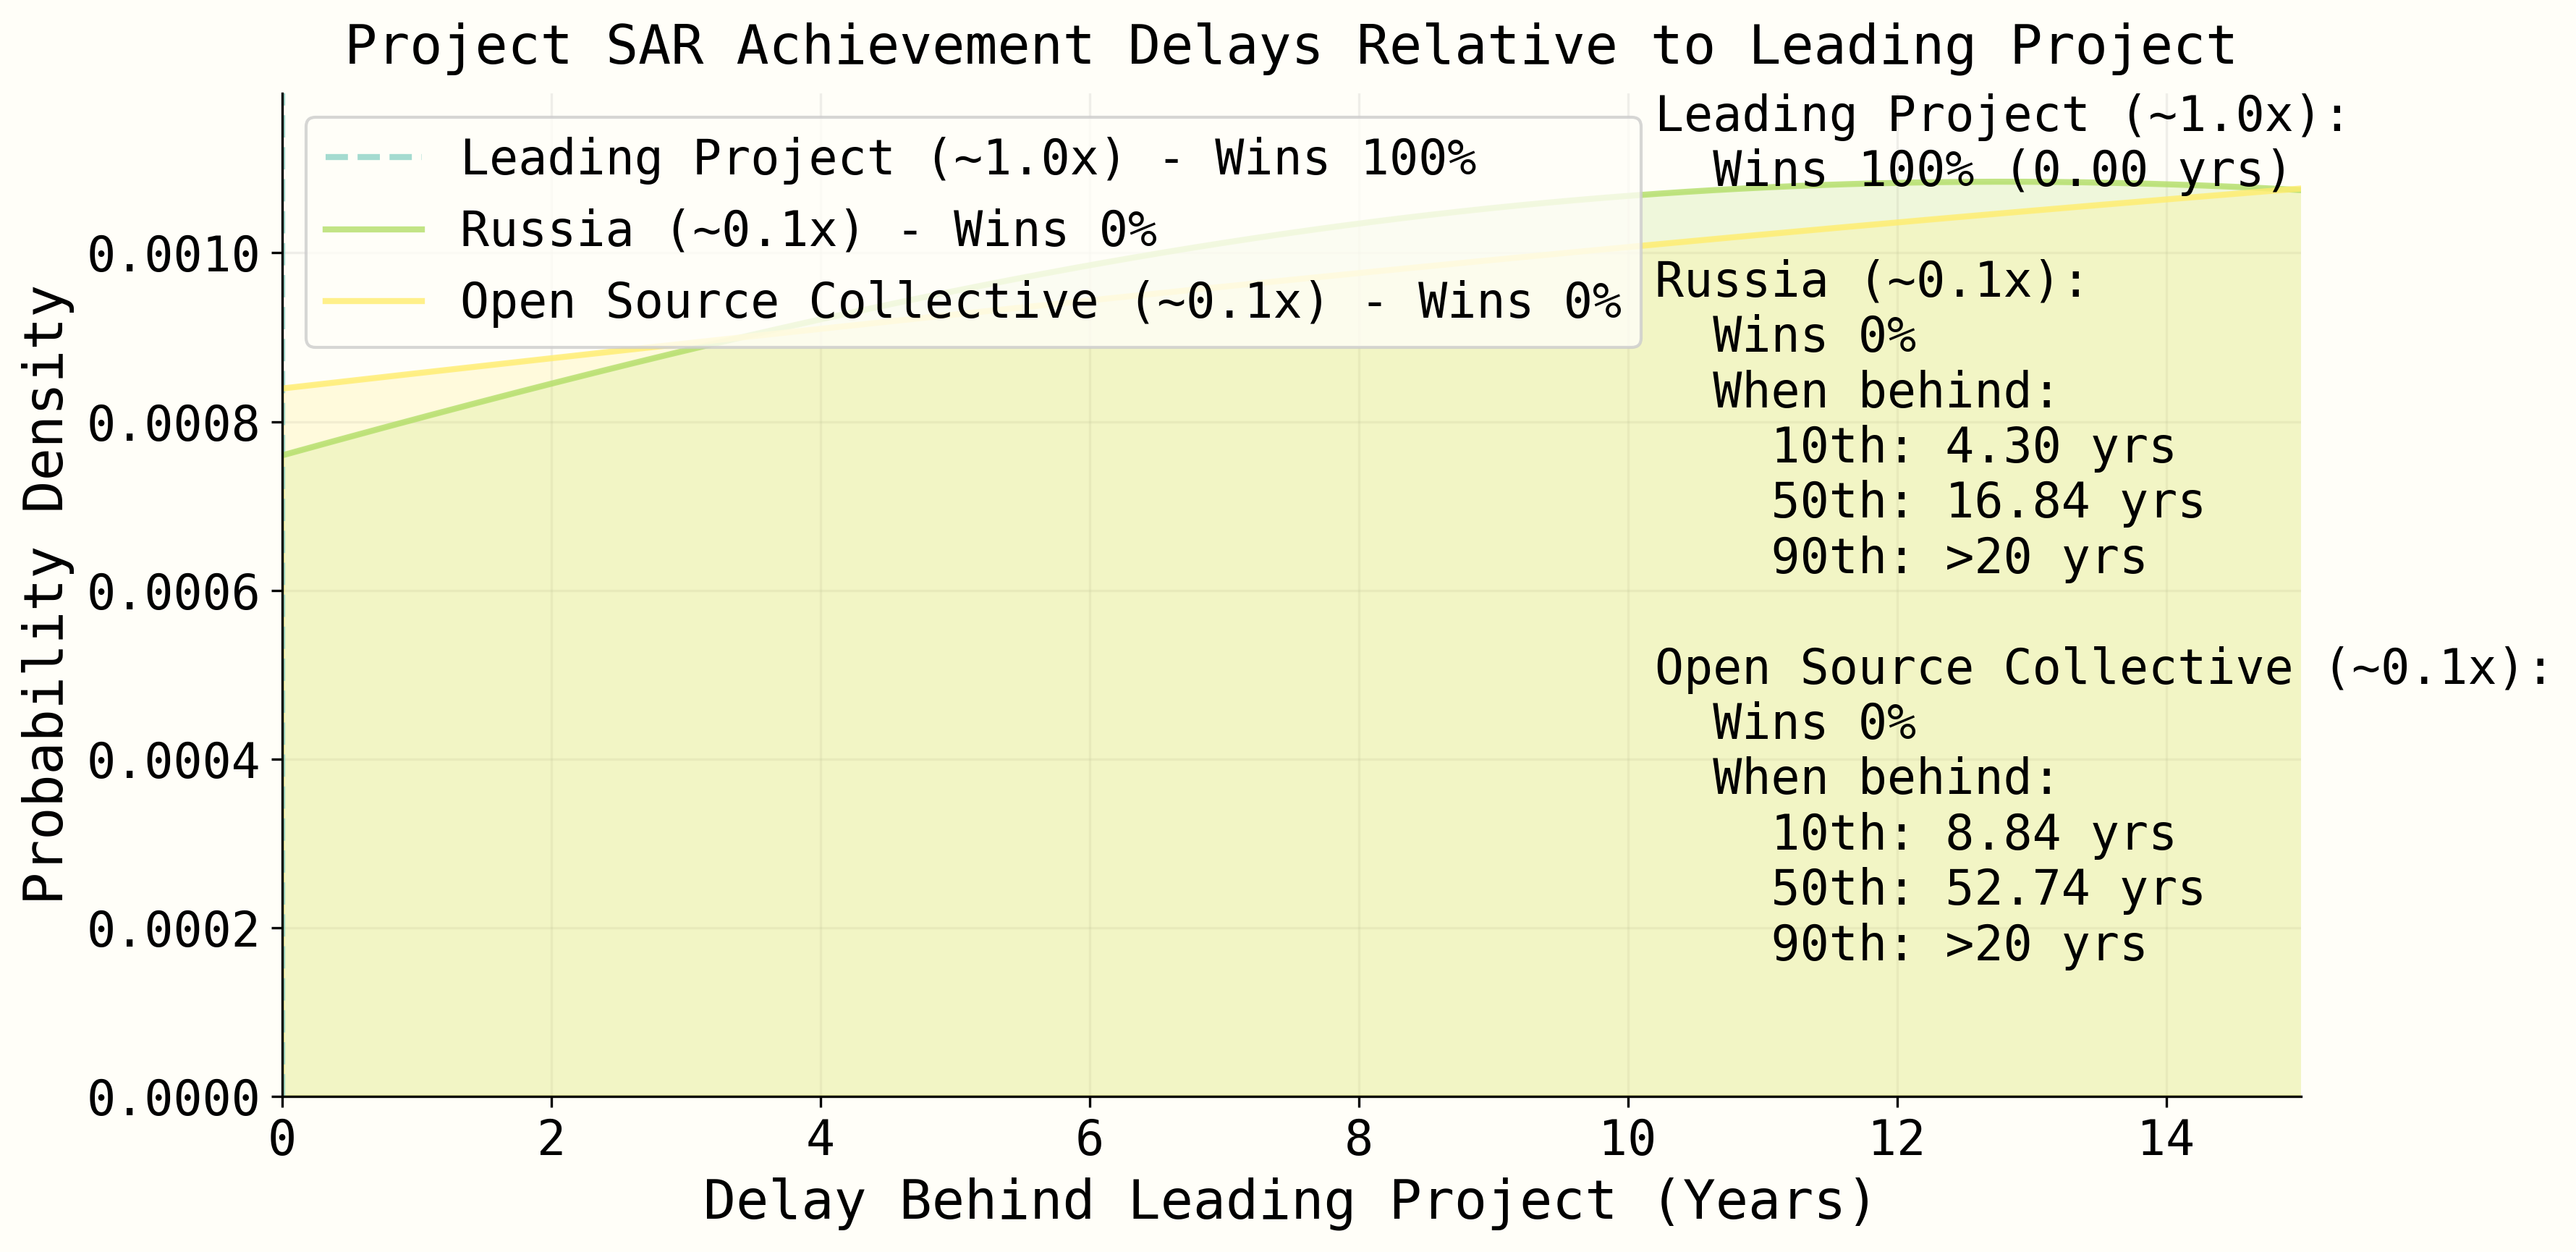 Project SAR Achievement Delays Relative to Leading Project
Leading Project (~1.0x) - Wins 100%
Russia (~0.1x) - Wins 0%
Open Source Collective (~0.1x) - Wins 0%
Leading Project (~1.0x):
Wins 100% (0.00 yrs)
Russia (~0.1x):
Wins 0%
When behind:
10th: 4.30 yrs
50th: 16.84 yrs
90th: >20 yrs
Open Source Collective (~0.1x):
Wins 0%
When behind:
10th: 8.84 yrs
50th: 52.74 yrs
90th: >20 yrs
Probability Density
0.0010
0.0008
0.0006
0.0004
0.0002
0.0000
0 2 4 6 8 10 12 14
Delay Behind Leading Project (Years)